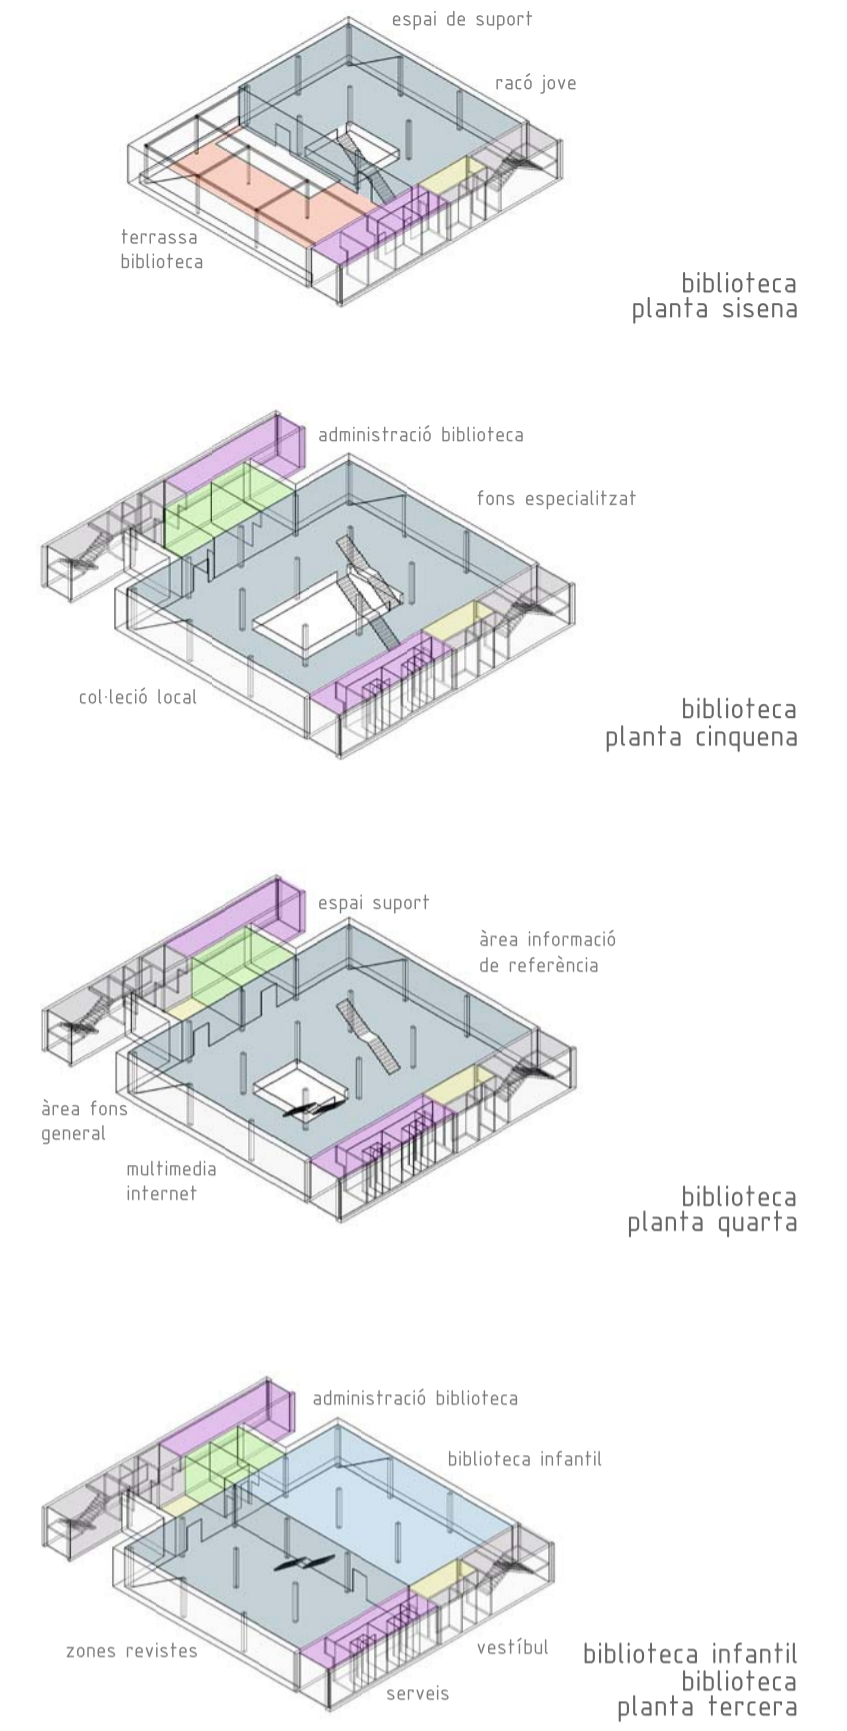 espai de suport
racó jove
terrassa
biblioteca
biblioteca
planta sisena
administració biblioteca
fons especialitzat
col·leció local
biblioteca
planta cinquena
espai suport
àrea informació
de referència
àrea fons
general
multimedia
internet
biblioteca
planta quarta
administració biblioteca
biblioteca infantil
zones revistes
vestíbul
serveis
biblioteca infantil
biblioteca
planta tercera